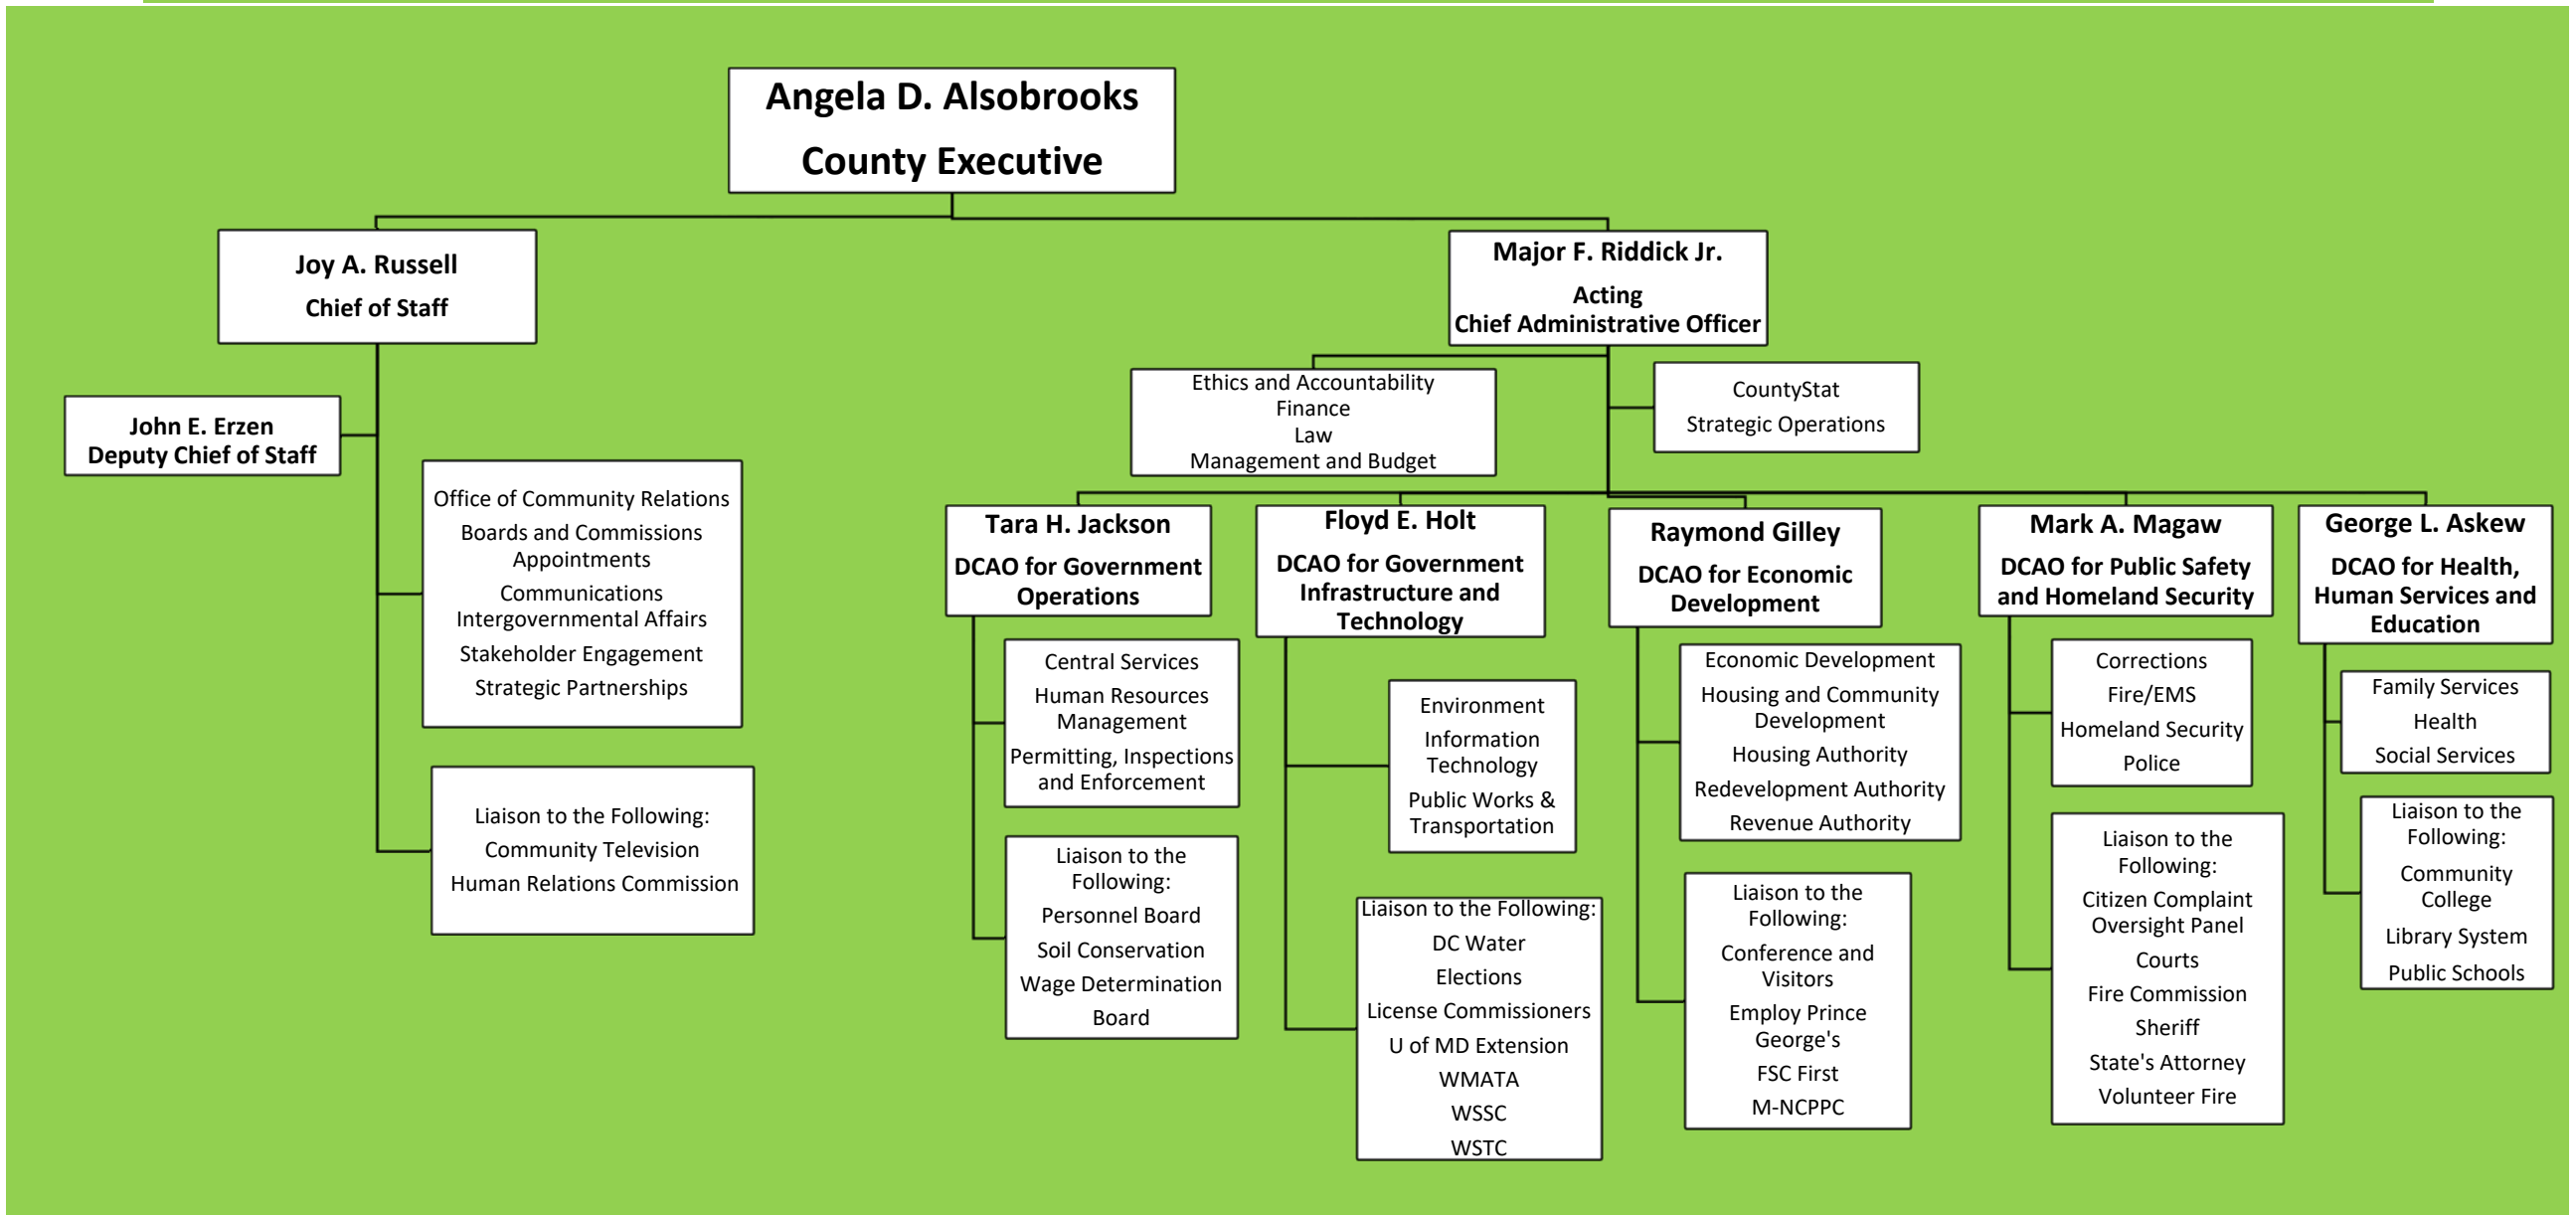 Angela D. Alsobrooks
County Executive
Joy A. Russell
Chief of Staff
Major F. Riddick Jr.
Acting
Chief Administrative Officer
John E. Erzen
Deputy Chief of Staff
Office of Community Relations
Boards and Commissions
Appointments
Communications
Intergovernmental Affairs
Stakeholder Engagement
Strategic Partnerships
Liaison to the Following:
Community Television
Human Relations Commission
Ethics and Accountability
Finance
Law
Management and Budget
CountyStat
Strategic Operations
Tara H. Jackson
DCAO for Government
Operations
Central Services
Human Resources
Management
Permitting, Inspections
and Enforcement
Liaison to the
Following:
Personnel Board
Soil Conservation
Wage Determination
Board
Floyd E. Holt
DCAO for Government
Infrastructure and
Technology
Environment
Information
Technology
Public Works &
Transportation
Liaison to the Following:
DC Water
Elections
License Commissioners
U of MD Extension
WMATA
WSSC
WSTC
Raymond Gilley
DCAO for Economic
Development
Economic Development
Housing and Community
Development
Housing Authority
Redevelopment Authority
Revenue Authority
Liaison to the
Following:
Conference and
Visitors
Employ Prince
George's
FSC First
M-NCPPC
Mark A. Magaw
DCAO for Public Safety
and Homeland Security
Corrections
Fire/EMS
Homeland Security
Police
Liaison to the
Following:
Citizen Complaint
Oversight Panel
Courts
Fire Commission
Sheriff
State's Attorney
Volunteer Fire
George L. Askew
DCAO for Health,
Human Services and
Education
Family Services
Health
Social Services
Liaison to the
Following:
Community
College
Library System
Public Schools